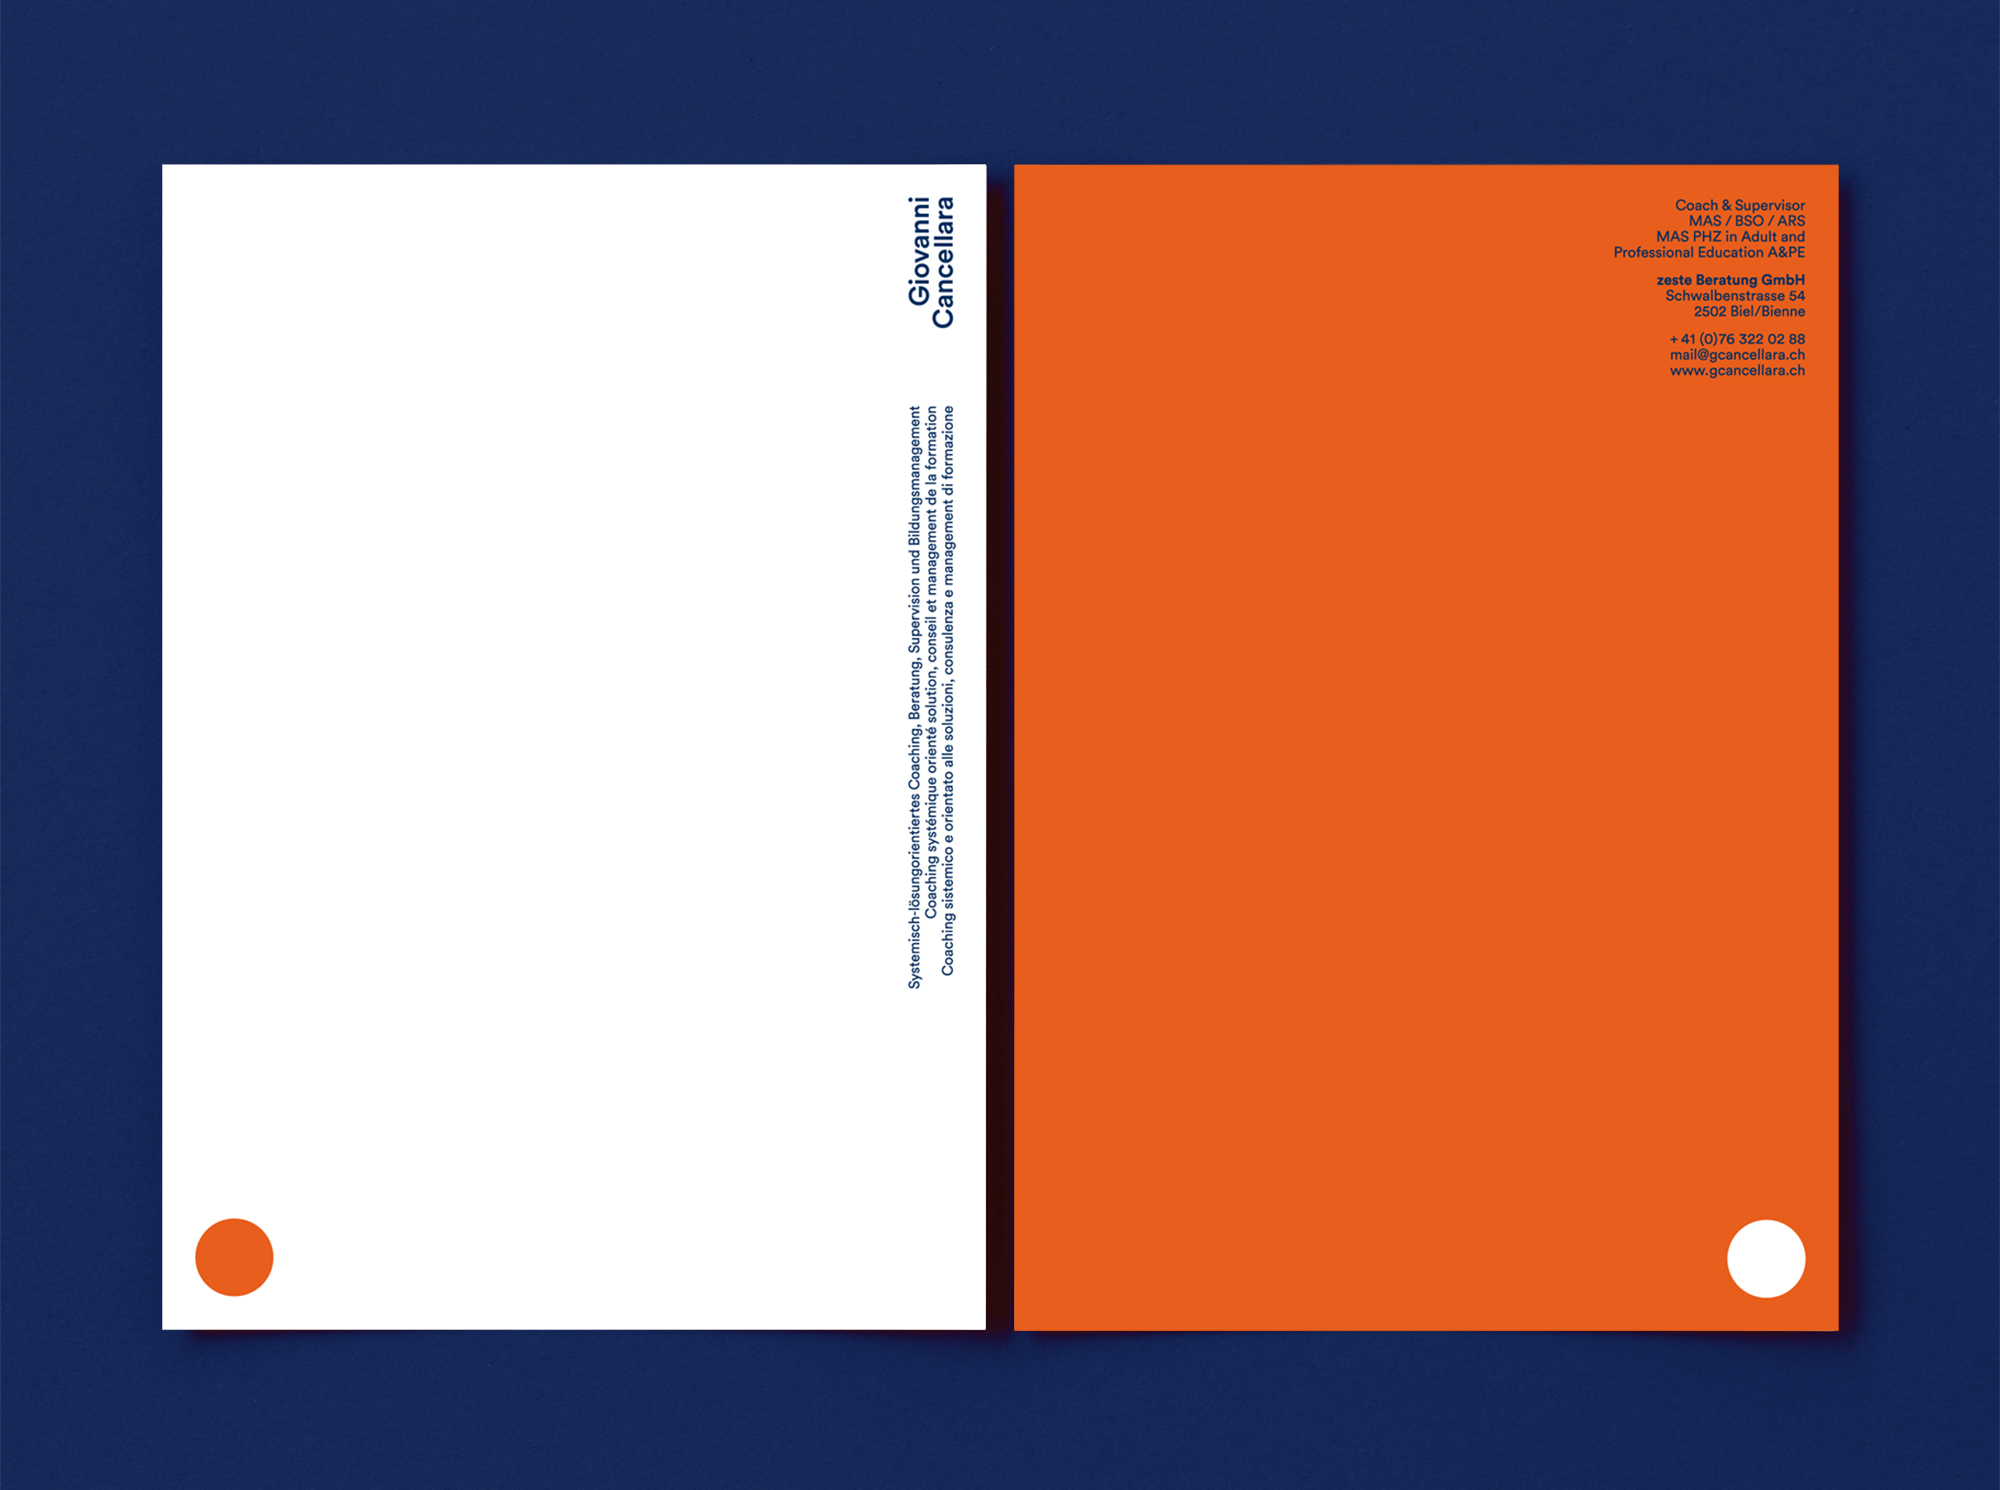 Giovanni
Cancellara
Systemisch-lösungorientiertes Coaching, Beratung, Supervision und Bildungsmanagement
Coaching systémique orienté solution, conseil et management de la formation
Coaching sistemico e orientato alle soluzioni, consulenza e management di formazione
Coach & Supervisor
MAS / BSO / ARS
MAS PHZ in Adult and
Professional Education A&PE
zeste Beratung GmbH
Schwalbenstrasse 54
2502 Biel/Bienne
+ 41 (0)76 322 02 88
mail@gcancellara.ch
www.gcancellara.ch